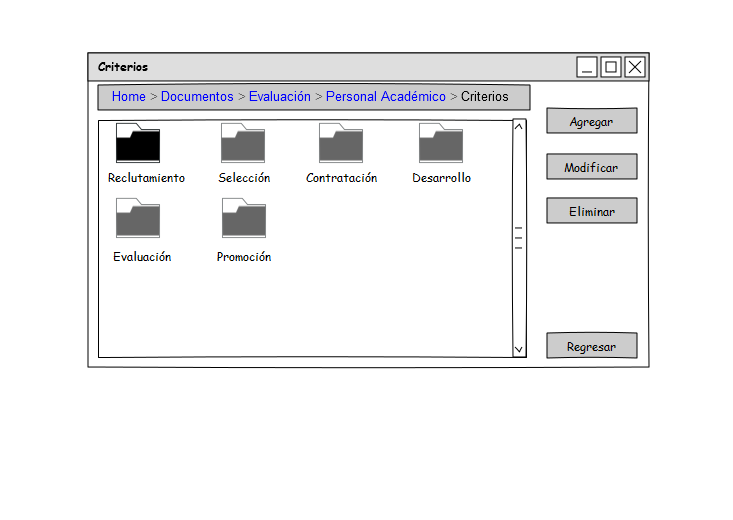 Criterios
Home > Documentos > Evaluación > Personal Académico > Criterios
Agregar
Reclutamiento
Selección
Contratación
Desarrollo
Modificar
Eliminar
Evaluación
Promoción
Regresar